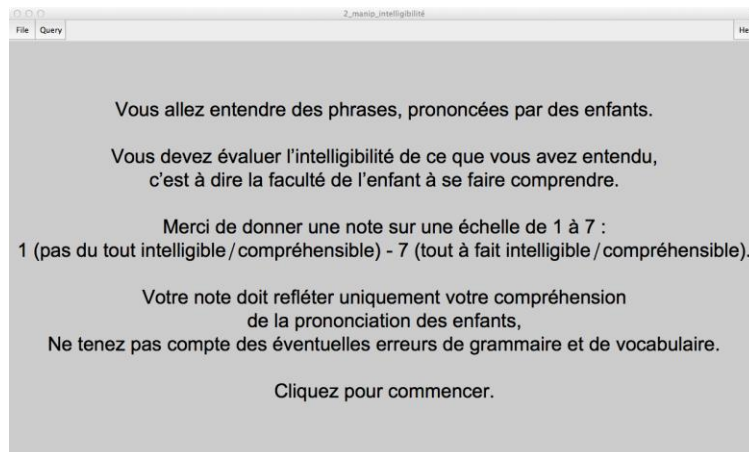 2_manip_intelligibilité
File Query He
Vous allez entendre des phrases, prononcées par des enfants.
Vous devez évaluer l'intelligibilité de ce que vous avez entendu,
c'est à dire la faculté de l'enfant à se faire comprendre.
Merci de donner une note sur une échelle de 1 à 7 :
1 (pas du tout intelligible/compréhensible) - 7 (tout à fait intelligible/compréhensible).
Votre note doit refléter uniquement votre compréhension
de la prononciation des enfants,
Ne tenez pas compte des éventuelles erreurs de grammaire et de vocabulaire.
Cliquez pour commencer.